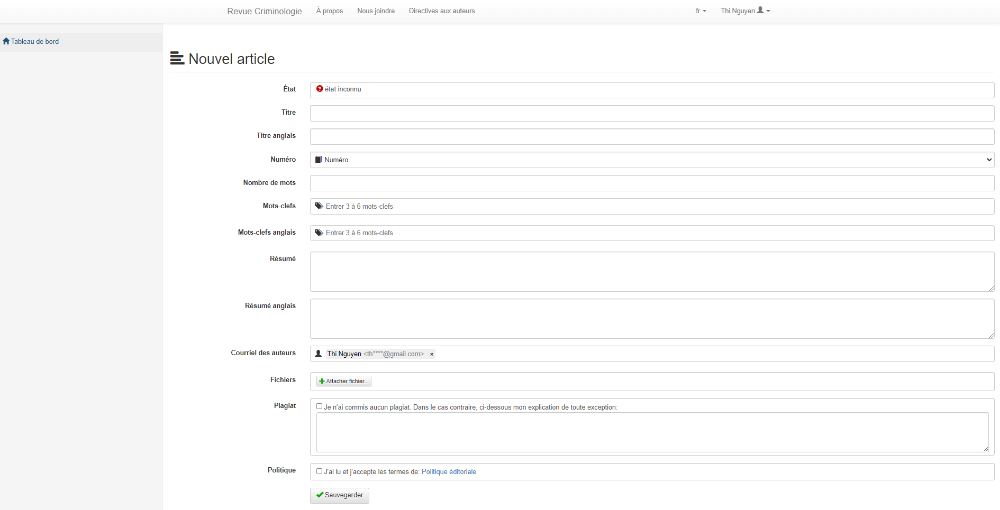 Revue Criminologie À propos Nous joindre Directives aux auteurs fr Thi Nguyen
Tableau de bord
Nouvel article
État état inconnu
Titre
Titre anglais
Numéro Numéro...
Nombre de mots
Mots-clefs Entrer 3 à 6 mots-clefs
Mots-clefs anglais Entrer 3 à 6 mots-clefs
Résumé
Résumé anglais
Courriel des auteurs Thi Nguyen <th****@gmail.com> ×
Fichiers Attacher fichier...
Plagiat Je n'ai commis aucun plagiat. Dans le cas contraire, ci-dessous mon explication de toute exception:
Politique J'ai lu et j'accepte les termes de: Politique éditoriale
Sauvegarder